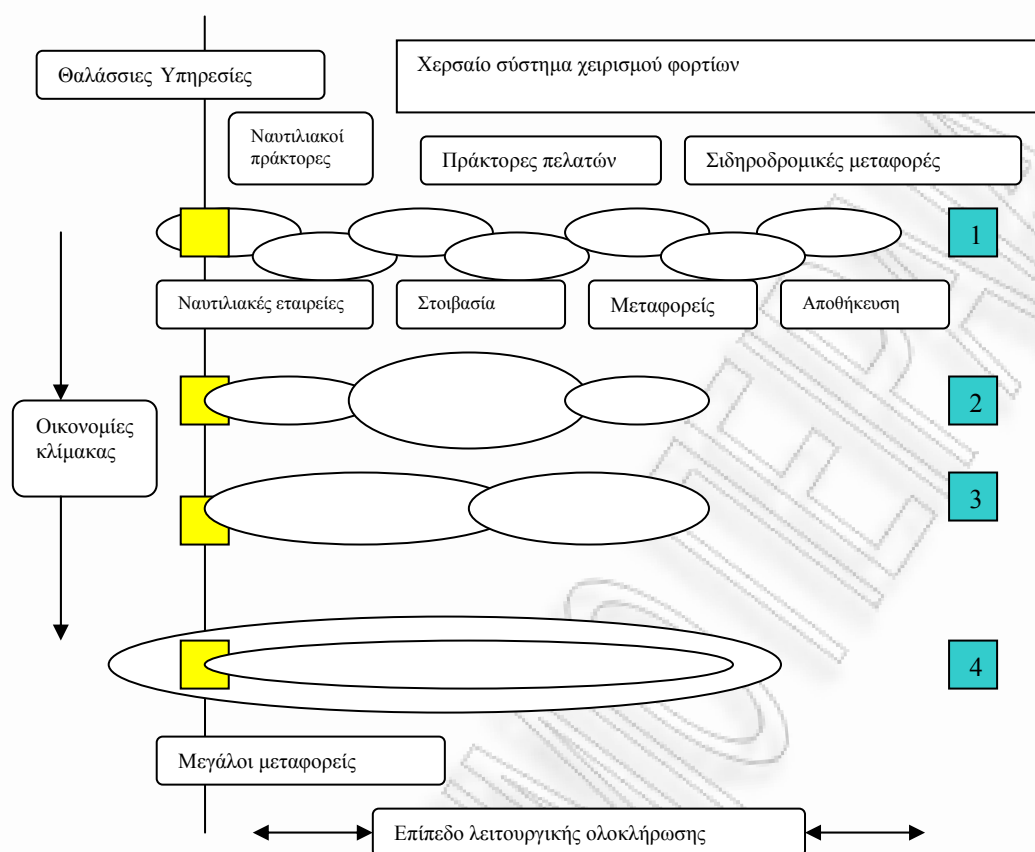 Θαλάσσιες Υπηρεσίες
Χερσαίο σύστημα χειρισμού φορτίων
Ναυτιλιακοί
πράκτορες
Πράκτορες πελατών
Σιδηροδρομικές μεταφορές
1
Ναυτιλιακές εταιρείες
Στοιβασία
Μεταφορείς
Αποθήκευση
2
Οικονομίες
κλίμακας
3
4
Μεγάλοι μεταφορείς
Επίπεδο λειτουργικής ολοκλήρωσης